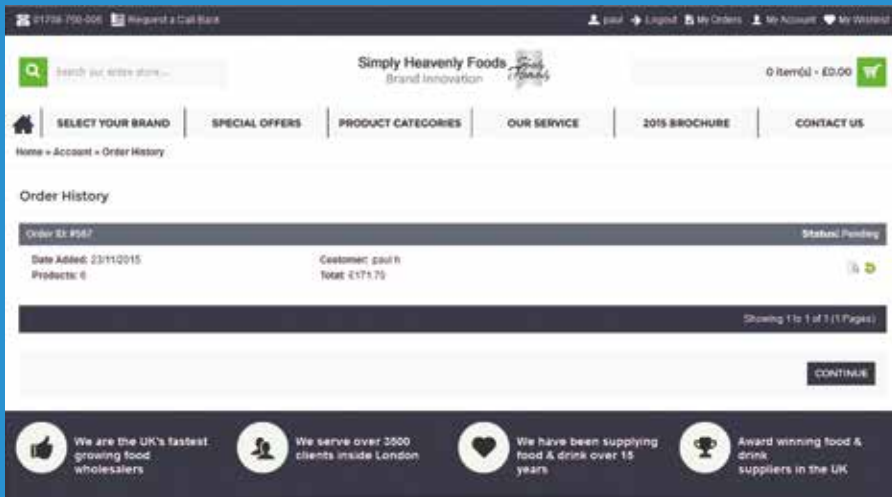 01708 750-006 Request a Call Back paul Logout My Orders My Account My Wishlist
Search our entire store...
Simply Heavenly Foods
Brand Innovation
0 item(s) - £0.00
SELECT YOUR BRAND SPECIAL OFFERS PRODUCT CATEGORIES OUR SERVICE 2015 BROCHURE CONTACT US
Home » Account » Order History
Order History
Order ID: #567 Status: Pending
Date Added: 23/11/2015 Customer: paul h
Products: 6 Total: £171.70
Showing 1 to 1 of 1 (1 Pages)
CONTINUE
We are the UK's fastest
growing food
wholesalers
We serve over 3500
clients inside London
We have been supplying
food & drink over 15
years
Award winning food &
drink
suppliers in the UK